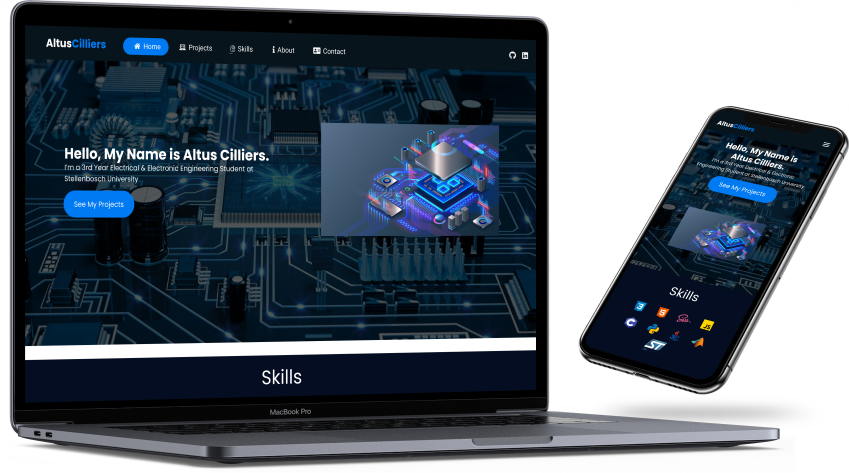 AltusCilliers
Home
Projects
Skills
About
Contact
Hello, My Name is Altus Cilliers.
I'm a 3rd Year Electrical & Electronic Engineering Student at
Stellenbosch University
See My Projects
Skills
MacBook Pro
AltusCilliers
Hello, My Name is
Altus Cilliers.
I'm a 3rd Year Electrical & Electronic
Engineering Student at Stellenbosch University
See My Projects
Skills
JS
ST